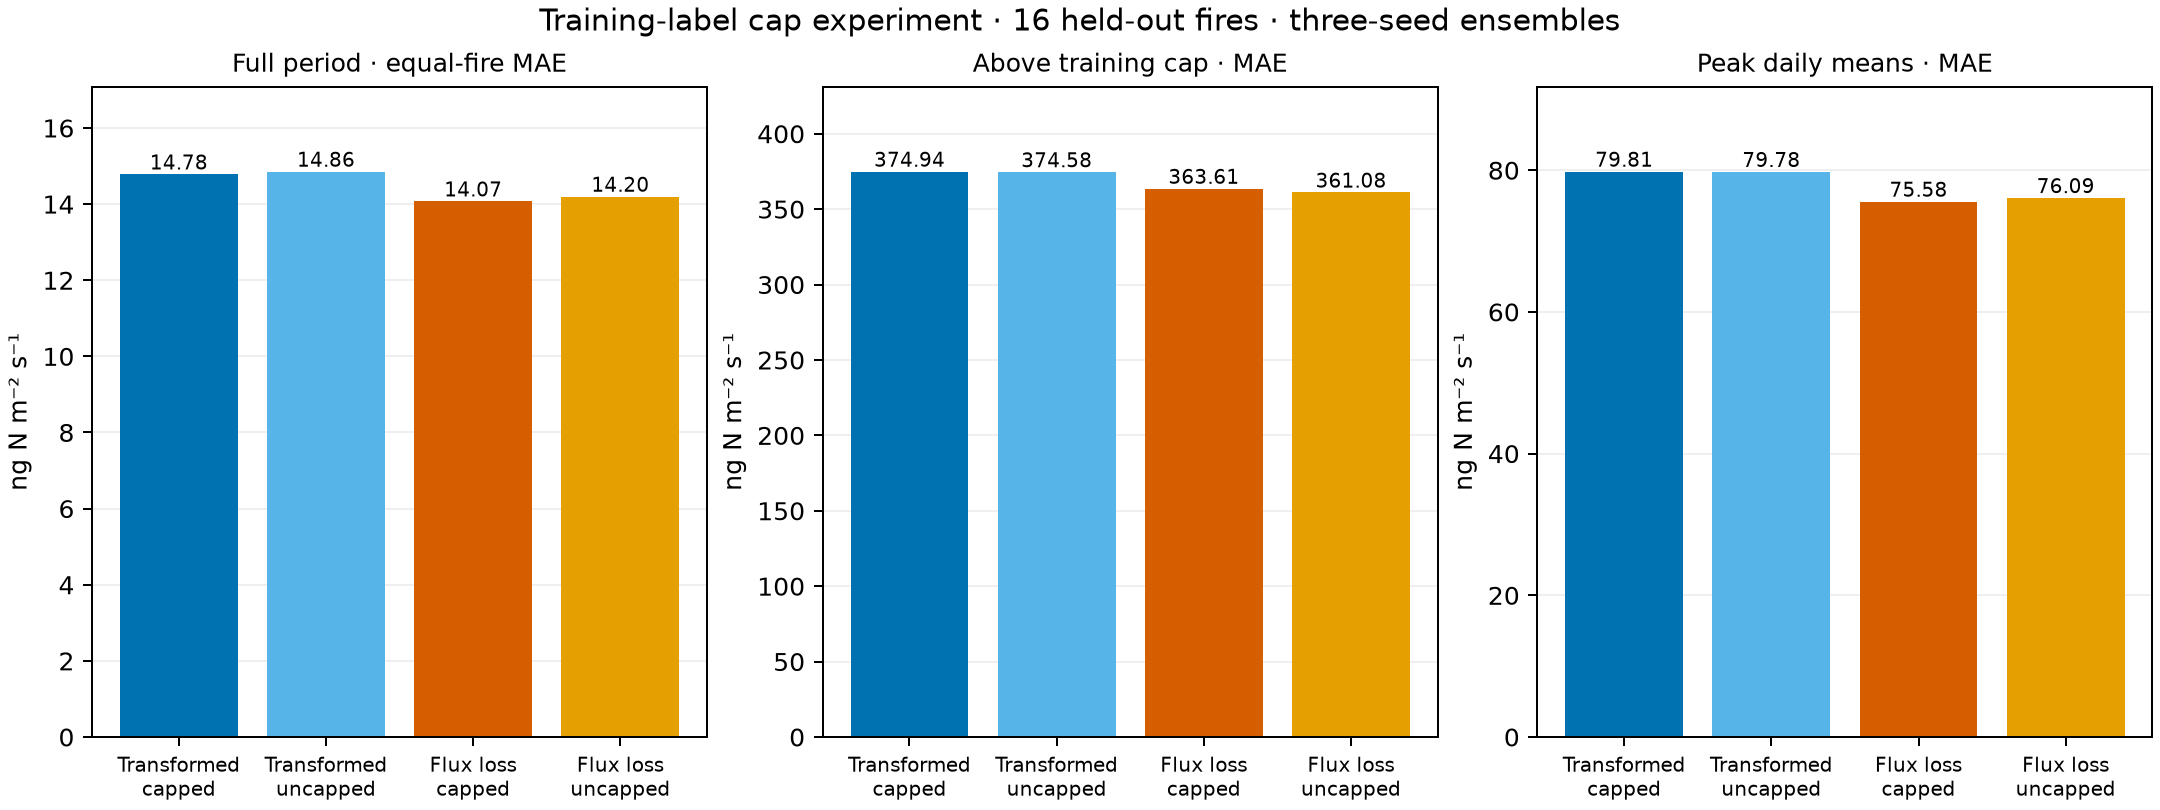 Training-label cap experiment · 16 held-out fires · three-seed ensembles
Full period · equal-fire MAE
ng N m⁻² s⁻¹
16
14
12
10
8
6
4
2
0
14.78
14.86
14.07
14.20
Transformed
capped
Transformed
uncapped
Flux loss
capped
Flux loss
uncapped
Above training cap · MAE
ng N m⁻² s⁻¹
400
350
300
250
200
150
100
50
0
374.94
374.58
363.61
361.08
Transformed
capped
Transformed
uncapped
Flux loss
capped
Flux loss
uncapped
Peak daily means · MAE
ng N m⁻² s⁻¹
80
60
40
20
0
79.81
79.78
75.58
76.09
Transformed
capped
Transformed
uncapped
Flux loss
capped
Flux loss
uncapped